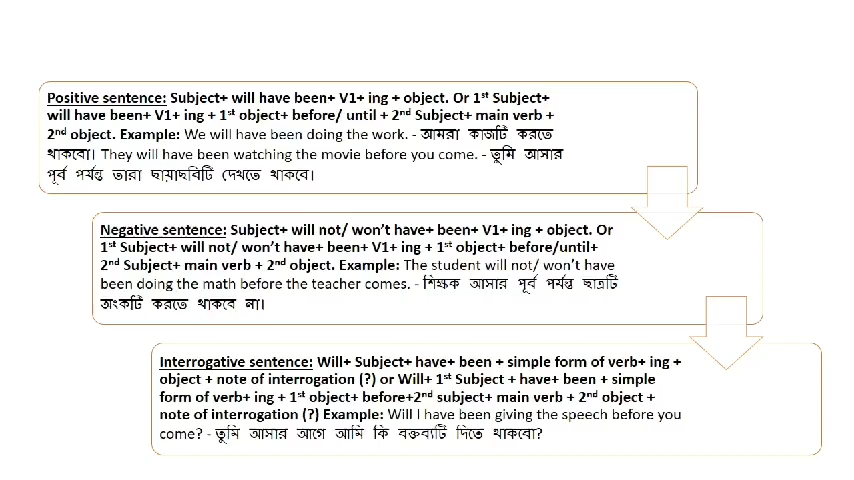 Positive sentence: Subject+ will have been+ V1+ ing + object. Or 1st Subject+
will have been+ V1+ ing + 1st object+ before/ until + 2nd Subject+ main verb +
2nd object. Example: We will have been doing the work. - আমরা কাজটি করতে
থাকবো। They will have been watching the movie before you come. - তুমি আসার
পূর্ব পর্যন্ত তারা ছায়াছবিটি দেখতে থাকবে।
Negative sentence: Subject+ will not/ won’t have+ been+ V1+ ing + object. Or
1st Subject+ will not/ won’t have+ been+ V1+ ing + 1st object+ before/until+
2nd Subject+ main verb + 2nd object. Example: The student will not/ won’t have
been doing the math before the teacher comes. - শিক্ষক আসার পূর্ব পর্যন্ত ছাত্রটি
অংকটি করতে থাকবে না।
Interrogative sentence: Will+ Subject+ have+ been + simple form of verb+ ing +
object + note of interrogation (?) or Will+ 1st Subject + have+ been + simple
form of verb+ ing + 1st object+ before+2nd subject+ main verb + 2nd object +
note of interrogation (?) Example: Will I have been giving the speech before you
come? - তুমি আসার আগে আমি কি বক্তব্যটি দিতে থাকবো?